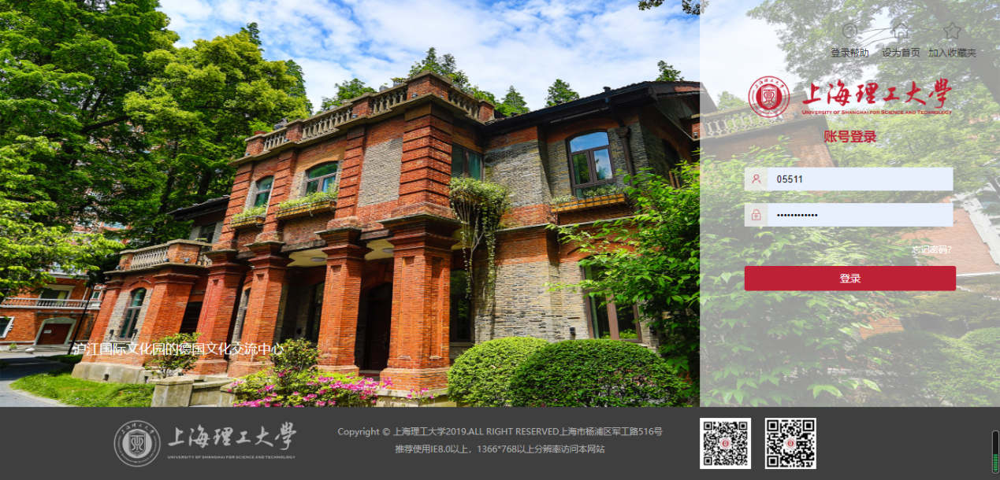 登录帮助 设为首页 加入收藏夹
上海理工大学
UNIVERSITY OF SHANGHAI FOR SCIENCE AND TECHNOLOGY
账号登录
05511
••••••••••••
忘记密码?
登录
沪江国际文化园的德国文化交流中心
上海理工大学
UNIVERSITY OF SHANGHAI FOR SCIENCE AND TECHNOLOGY
Copyright © 上海理工大学2019.ALL RIGHT RESERVED上海市杨浦区军工路516号
推荐使用IE8.0以上，1366*768以上分辨率访问本网站